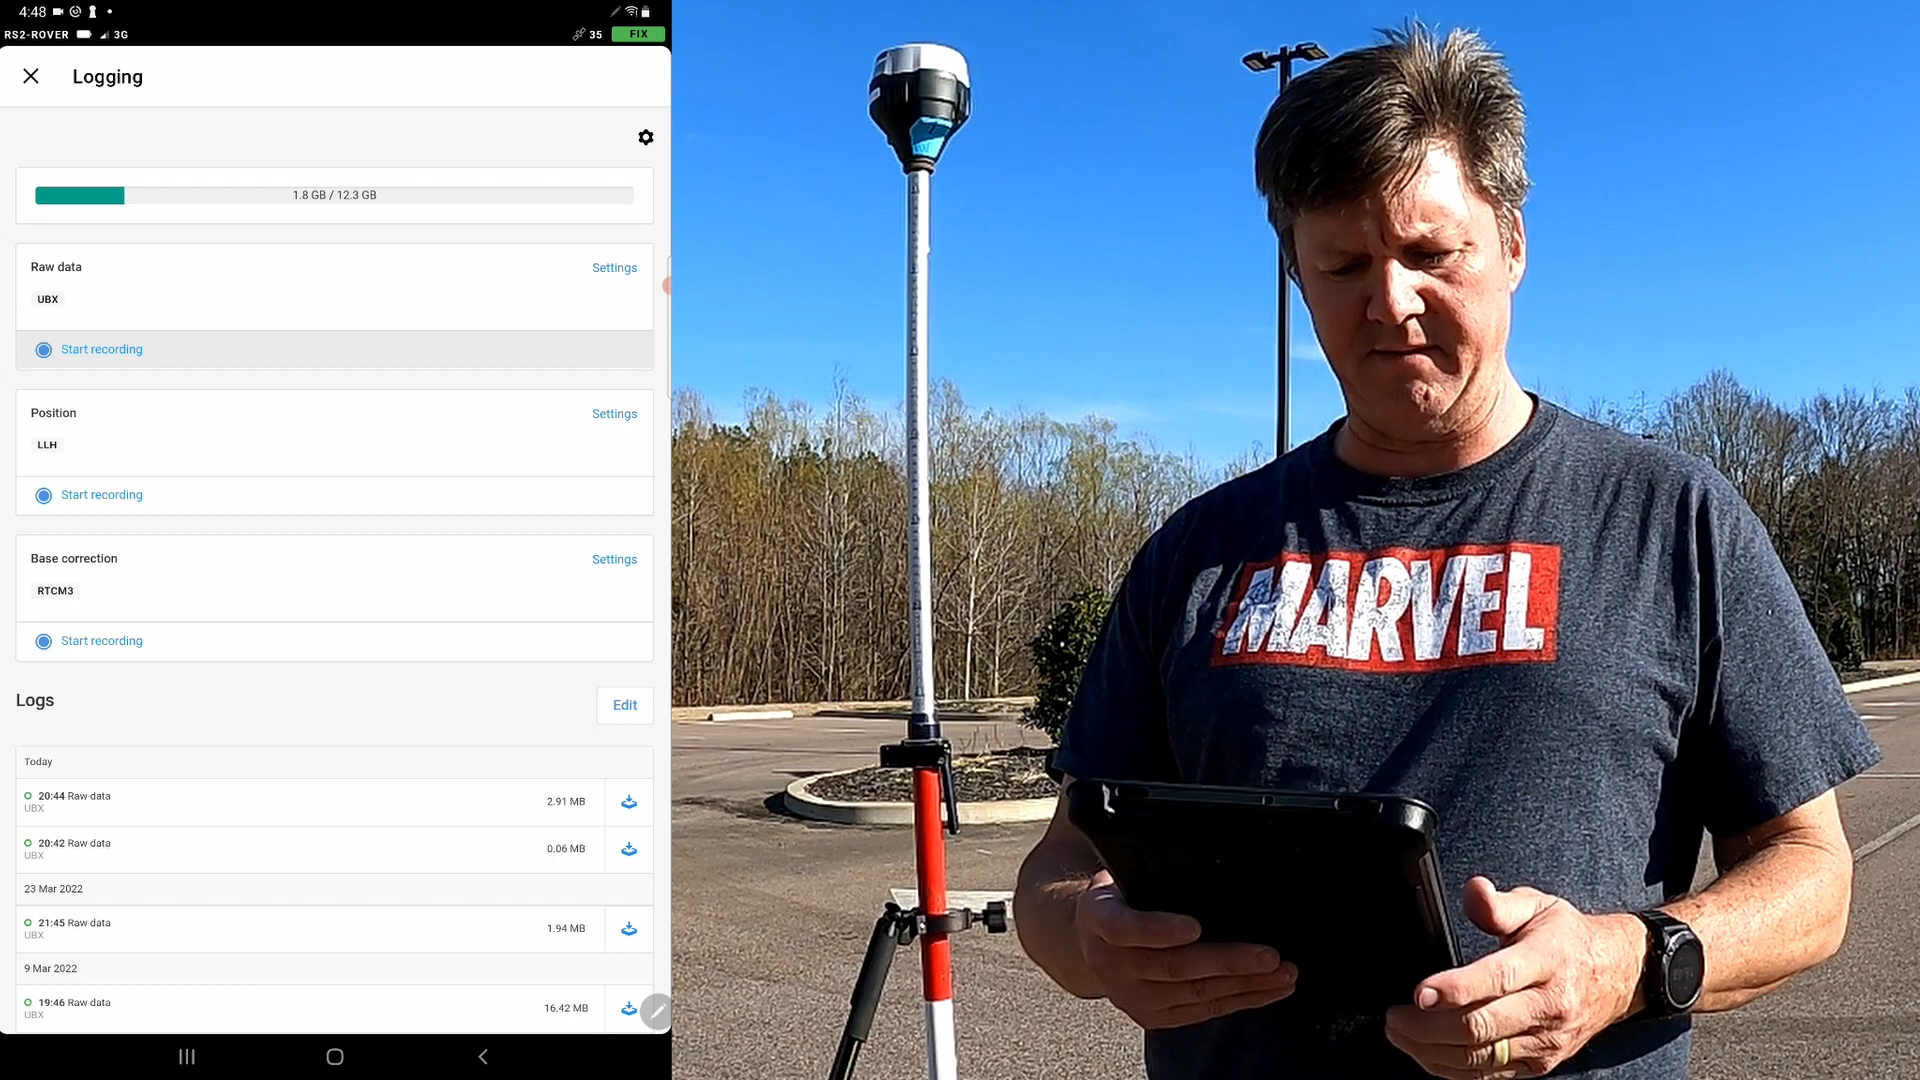 4:48
RS2-ROVER 3G 35 FIX
Logging
1.8 GB / 12.3 GB
Raw data Settings
UBX
Start recording
Position Settings
LLH
Start recording
Base correction Settings
RTCM3
Start recording
Logs Edit
Today
20:44 Raw data 2.91 MB
UBX
20:42 Raw data 0.06 MB
UBX
23 Mar 2022
21:45 Raw data 1.94 MB
UBX
9 Mar 2022
19:46 Raw data 16.42 MB
UBX
MARVEL